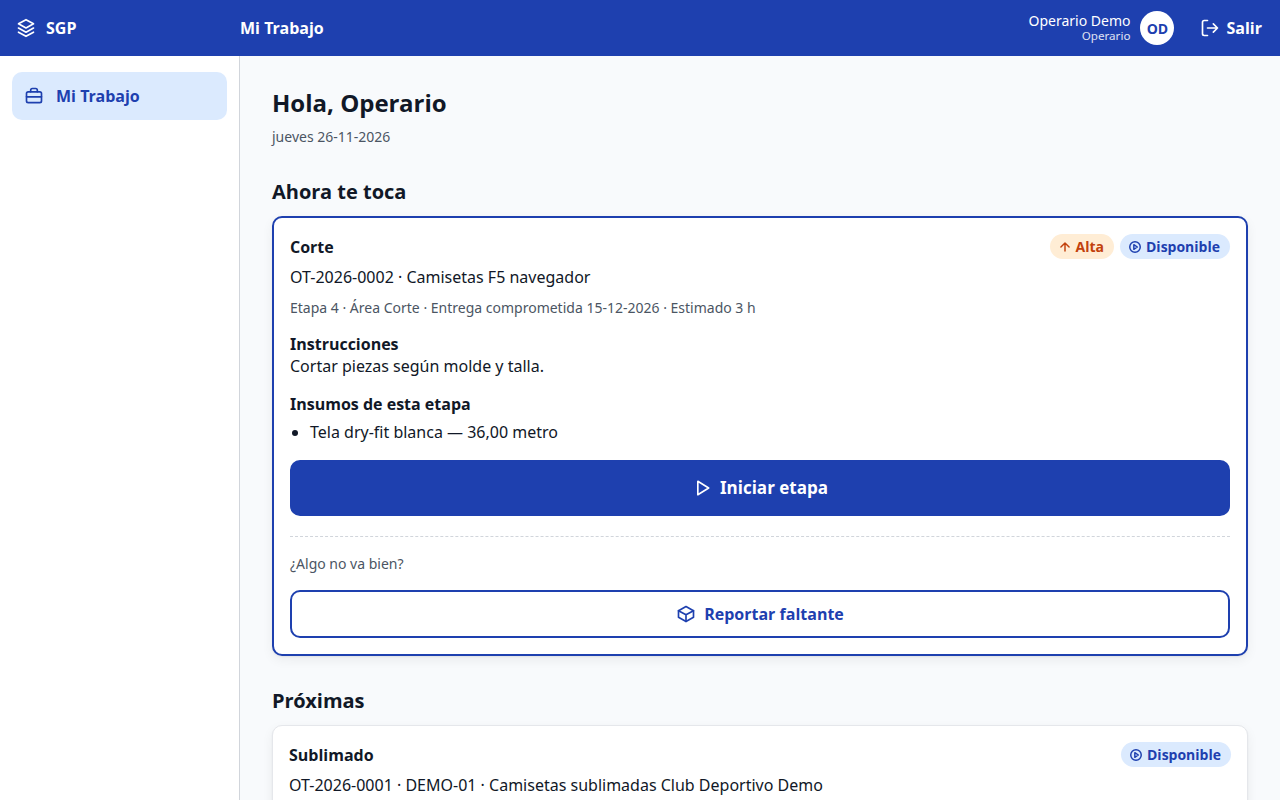 SGP
Mi Trabajo
Operario Demo
Operario
OD
Salir
Mi Trabajo
Hola, Operario
jueves 26-11-2026
Ahora te toca
Corte
Alta
Disponible
OT-2026-0002 · Camisetas F5 navegador
Etapa 4 · Área Corte · Entrega comprometida 15-12-2026 · Estimado 3 h
Instrucciones
Cortar piezas según molde y talla.
Insumos de esta etapa
• Tela dry-fit blanca — 36,00 metro
Iniciar etapa
¿Algo no va bien?
Reportar faltante
Próximas
Sublimado
Disponible
OT-2026-0001 · DEMO-01 · Camisetas sublimadas Club Deportivo Demo